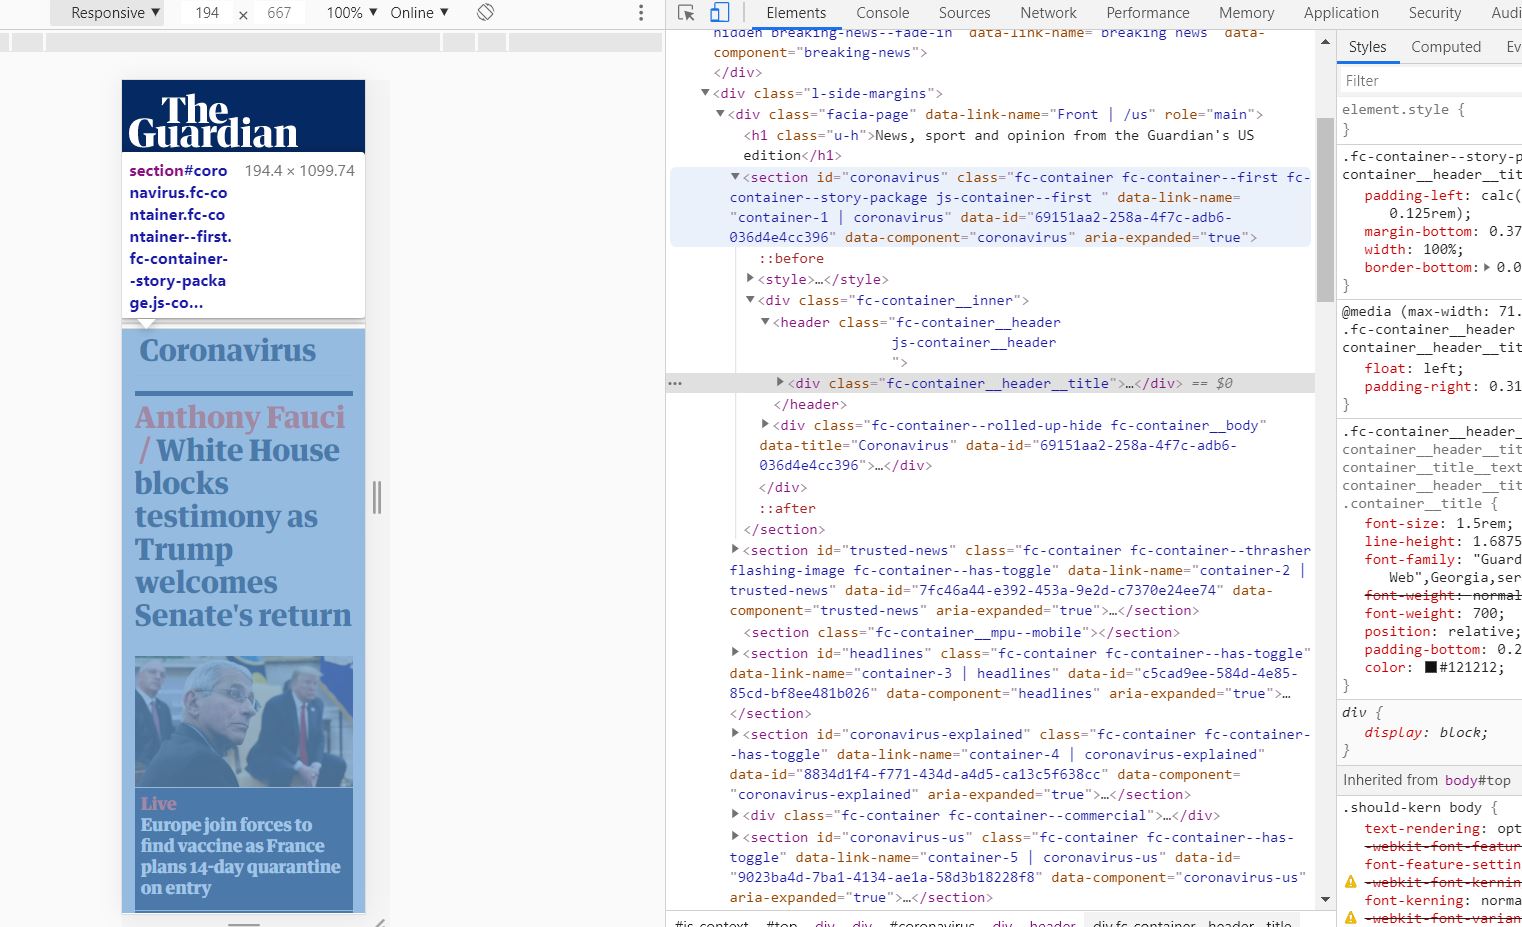 Responsive ▼ 194 × 667 100% ▼ Online ▼
The
Guardian
section#coro
navirus.fc-co
ntainer.fc-co
ntainer--first.
fc-container-
-story-packa
ge.js-co...
194.4 × 1099.74
Coronavirus
Anthony Fauci
/ White House
blocks
testimony as
Trump
welcomes
Senate's return
Live
Europe join forces to
find vaccine as France
plans 14-day quarantine
on entry
Elements Console Sources Network Performance Memory Application Security Audi
hidden breaking-news--fade-in" data-link-name="breaking news" data-
component="breaking-news">
</div>
▼<div class="l-side-margins">
▼<div class="facia-page" data-link-name="Front | /us" role="main">
<h1 class="u-h">News, sport and opinion from the Guardian's US
edition</h1>
▼<section id="coronavirus" class="fc-container fc-container--first fc-
container--story-package js-container--first " data-link-name=
"container-1 | coronavirus" data-id="69151aa2-258a-4f7c-adb6-
036d4e4cc396" data-component="coronavirus" aria-expanded="true">
::before
▶<style>…</style>
▼<div class="fc-container__inner">
▼<header class="fc-container__header
js-container__header
">
… ▶<div class="fc-container__header__title">…</div> == $0
</header>
▶<div class="fc-container--rolled-up-hide fc-container__body"
data-title="Coronavirus" data-id="69151aa2-258a-4f7c-adb6-
036d4e4cc396">…</div>
</div>
::after
</section>
▶<section id="trusted-news" class="fc-container fc-container--thrasher
flashing-image fc-container--has-toggle" data-link-name="container-2 |
trusted-news" data-id="7fc46a44-e392-453a-9e2d-c7370e24ee74" data-
component="trusted-news" aria-expanded="true">…</section>
<section class="fc-container__mpu--mobile"></section>
▶<section id="headlines" class="fc-container fc-container--has-toggle"
data-link-name="container-3 | headlines" data-id="c5cad9ee-584d-4e85-
85cd-bf8ee481b026" data-component="headlines" aria-expanded="true">…
</section>
▶<section id="coronavirus-explained" class="fc-container fc-container-
-has-toggle" data-link-name="container-4 | coronavirus-explained"
data-id="8834d1f4-f771-434d-a4d5-ca13c5f638cc" data-component=
"coronavirus-explained" aria-expanded="true">…</section>
▶<div class="fc-container fc-container--commercial">…</div>
▶<section id="coronavirus-us" class="fc-container fc-container--has-
toggle" data-link-name="container-5 | coronavirus-us" data-id=
"9023ba4d-7ba1-4134-ae1a-58d3b18228f8" data-component="coronavirus-us"
aria-expanded="true">…</section>
#js-context #top div div #coronavirus div header div.fc-container__header__title
Styles Computed Ev
Filter
element.style {
}
.fc-container--story-p
container__header__tit
padding-left: calc(
0.125rem);
margin-bottom: 0.37
width: 100%;
border-bottom: ▶ 0.0
}
@media (max-width: 71.
.fc-container__header
container__header__tit
float: left;
padding-right: 0.31
}
.fc-container__header_
container__header__tit
container__title__text
container__header__tit
.container__title {
font-size: 1.5rem;
line-height: 1.6875
font-family: "Guard
Web",Georgia,ser
font-weight: normal
font-weight: 700;
position: relative;
padding-bottom: 0.2
color: #121212;
}
div {
display: block;
}
Inherited from body#top
.should-kern body {
text-rendering: opt
-webkit-font-featur
font-feature-settin
-webkit-font-kernin
font-kerning: norma
-webkit-font-varian